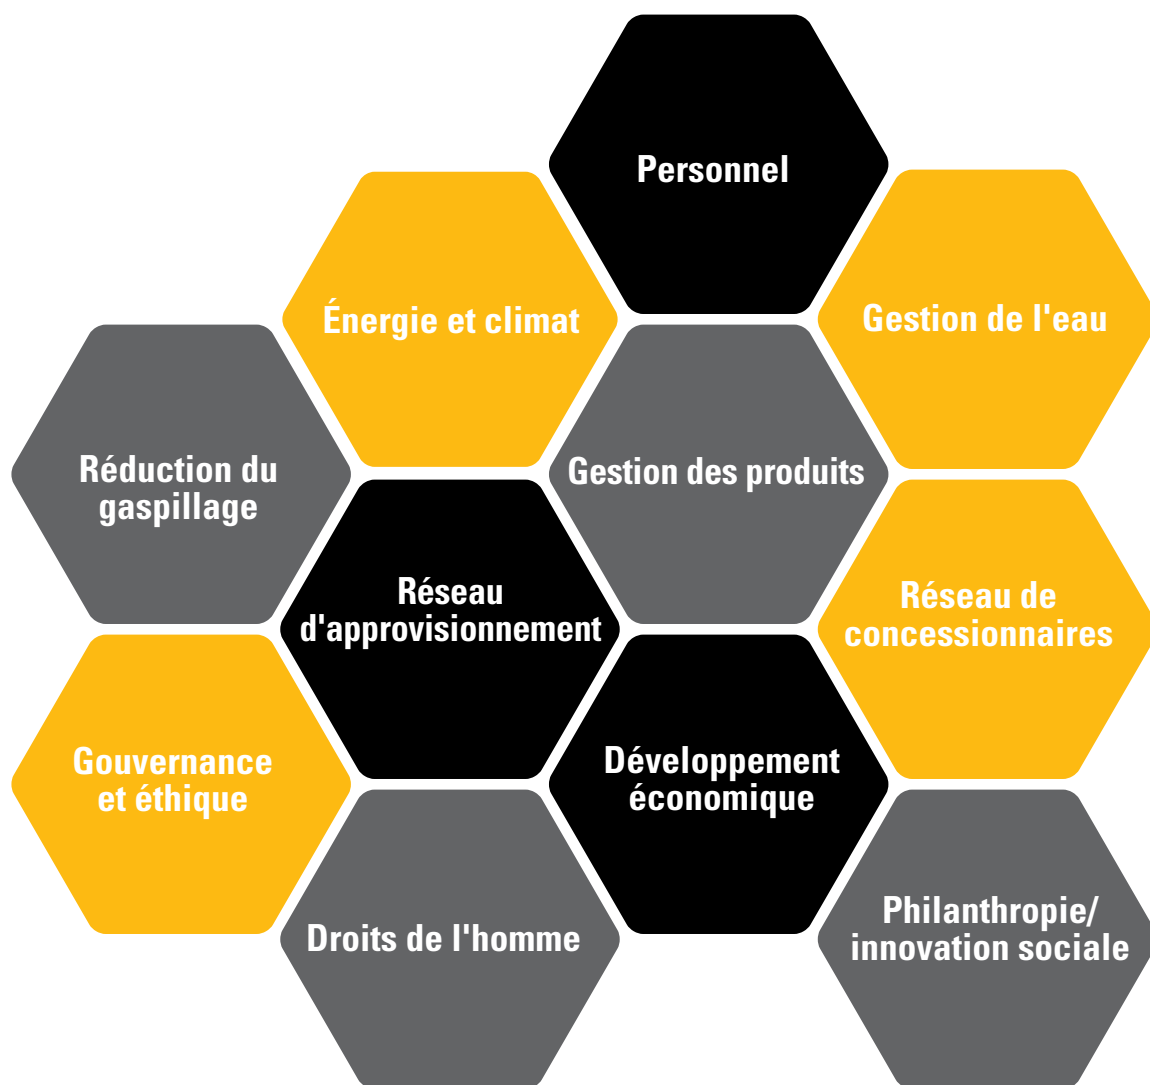 Personnel
Énergie et climat
Gestion de l'eau
Réduction du
gaspillage
Gestion des produits
Réseau
d'approvisionnement
Réseau de
concessionnaires
Gouvernance
et éthique
Développement
économique
Droits de l'homme
Philanthropie/
innovation sociale